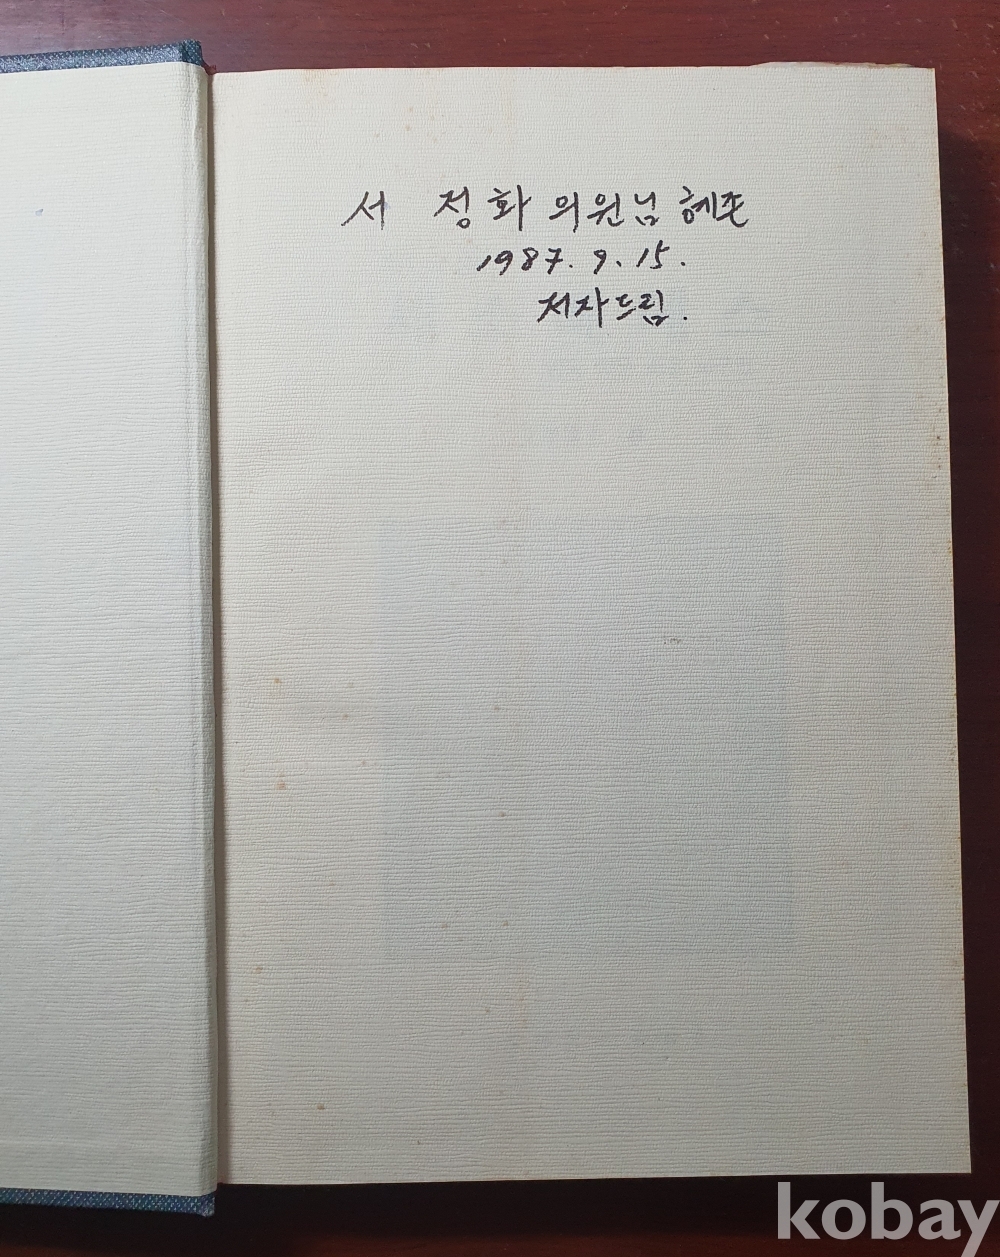 서 정화 의원님 혜존
1987. 9. 15.
저자드림.
kobay